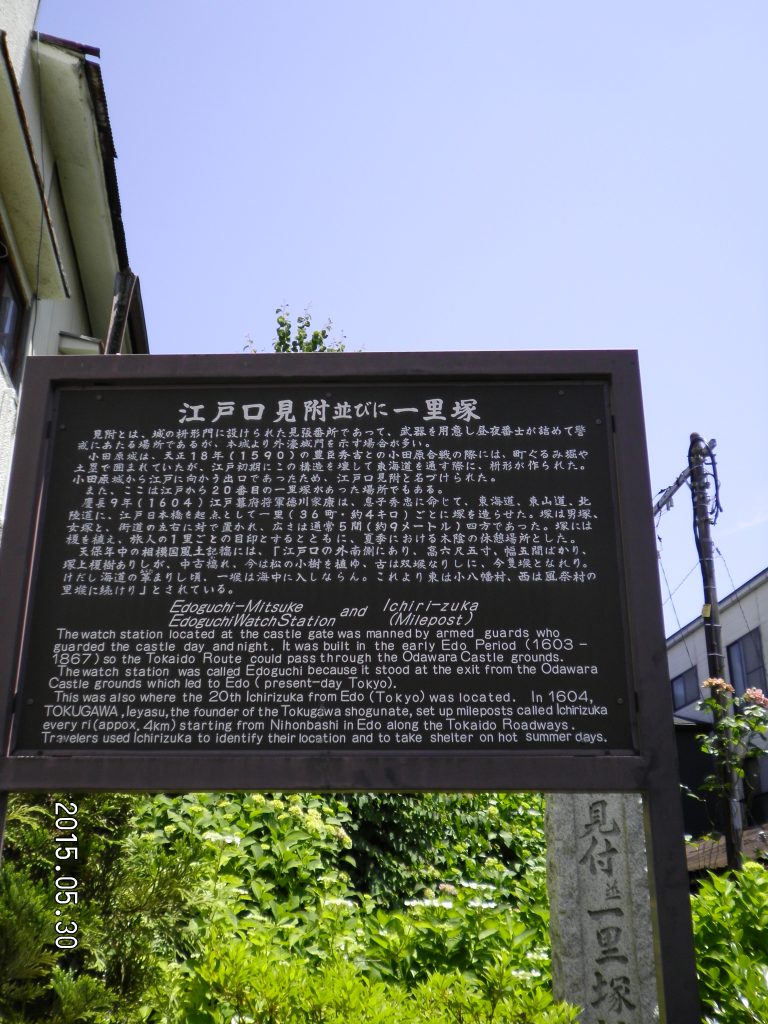 江戸口見附並びに一里塚
見附とは、城の枡形門に設けられた見張番所であって、武器を用意し昼夜番士が詰めて警
戒にあたる場所であるが、本城より外濠城門を示す場合が多い。
小田原城は、天正18年(1590)の豊臣秀吉との小田原合戦の際には、町ぐるみ堀や
土塁で囲まれていたが、江戸初期にこの構造を壊して東海道を通す際に、枡形が作られた。
小田原城から江戸に向かう出口であったため、江戸口見附と名づけられた。
また、ここは江戸から20番目の一里塚があった場所でもある。
慶長9年(1604)江戸幕府将軍徳川家康は、息子秀忠に命じて、東海道、東山道、北
陸道に、江戸日本橋を起点として一里(36町・約4キロ)ごとに塚を造らせた。塚は男塚、
女塚と、街道の左右に対で置かれ、広さは通常5間(約9メートル)四方であった。塚には
榎を植え、旅人の1里ごとの目印とするとともに、夏季における木陰の休憩場所とした。
天保年中の相模国風土記稿には、「江戸口の外南側にあり、高六尺五寸、幅五間ばかり、
塚上榎樹ありしが、中古槁れ、今は松の小樹を植ゆ、古は双堠なりしに、今隻堠となれり。
けだし海道の革まりし頃、一堠は海中に入しならん。これより東は小八幡村、西は風祭村の
里堠に続けり」とされている。
Edoguchi-Mitsuke and Ichiri-zuka
EdoguchiWatchStation (Milepost)
The watch station located at the castle gate was manned by armed guards who
guarded the castle day and night. It was built in the early Edo Period (1603-
1867) so the Tokaido Route could pass through the Odawara Castle grounds.
The watch station was called Edoguchi because it stood at the exit from the Odawara
Castle grounds which led to Edo (present-day Tokyo).
This was also where the 20th Ichirizuka from Edo (Tokyo) was located. In 1604,
TOKUGAWA, Ieyasu, the founder of the Tokugawa shogunate, set up mileposts called Ichirizuka
every ri(appox. 4km) starting from Nihonbashi in Edo along the Tokaido Roadways.
Travelers used Ichirizuka to identify their location and to take shelter on hot summer days.
見付並一里塚
2015.05.30